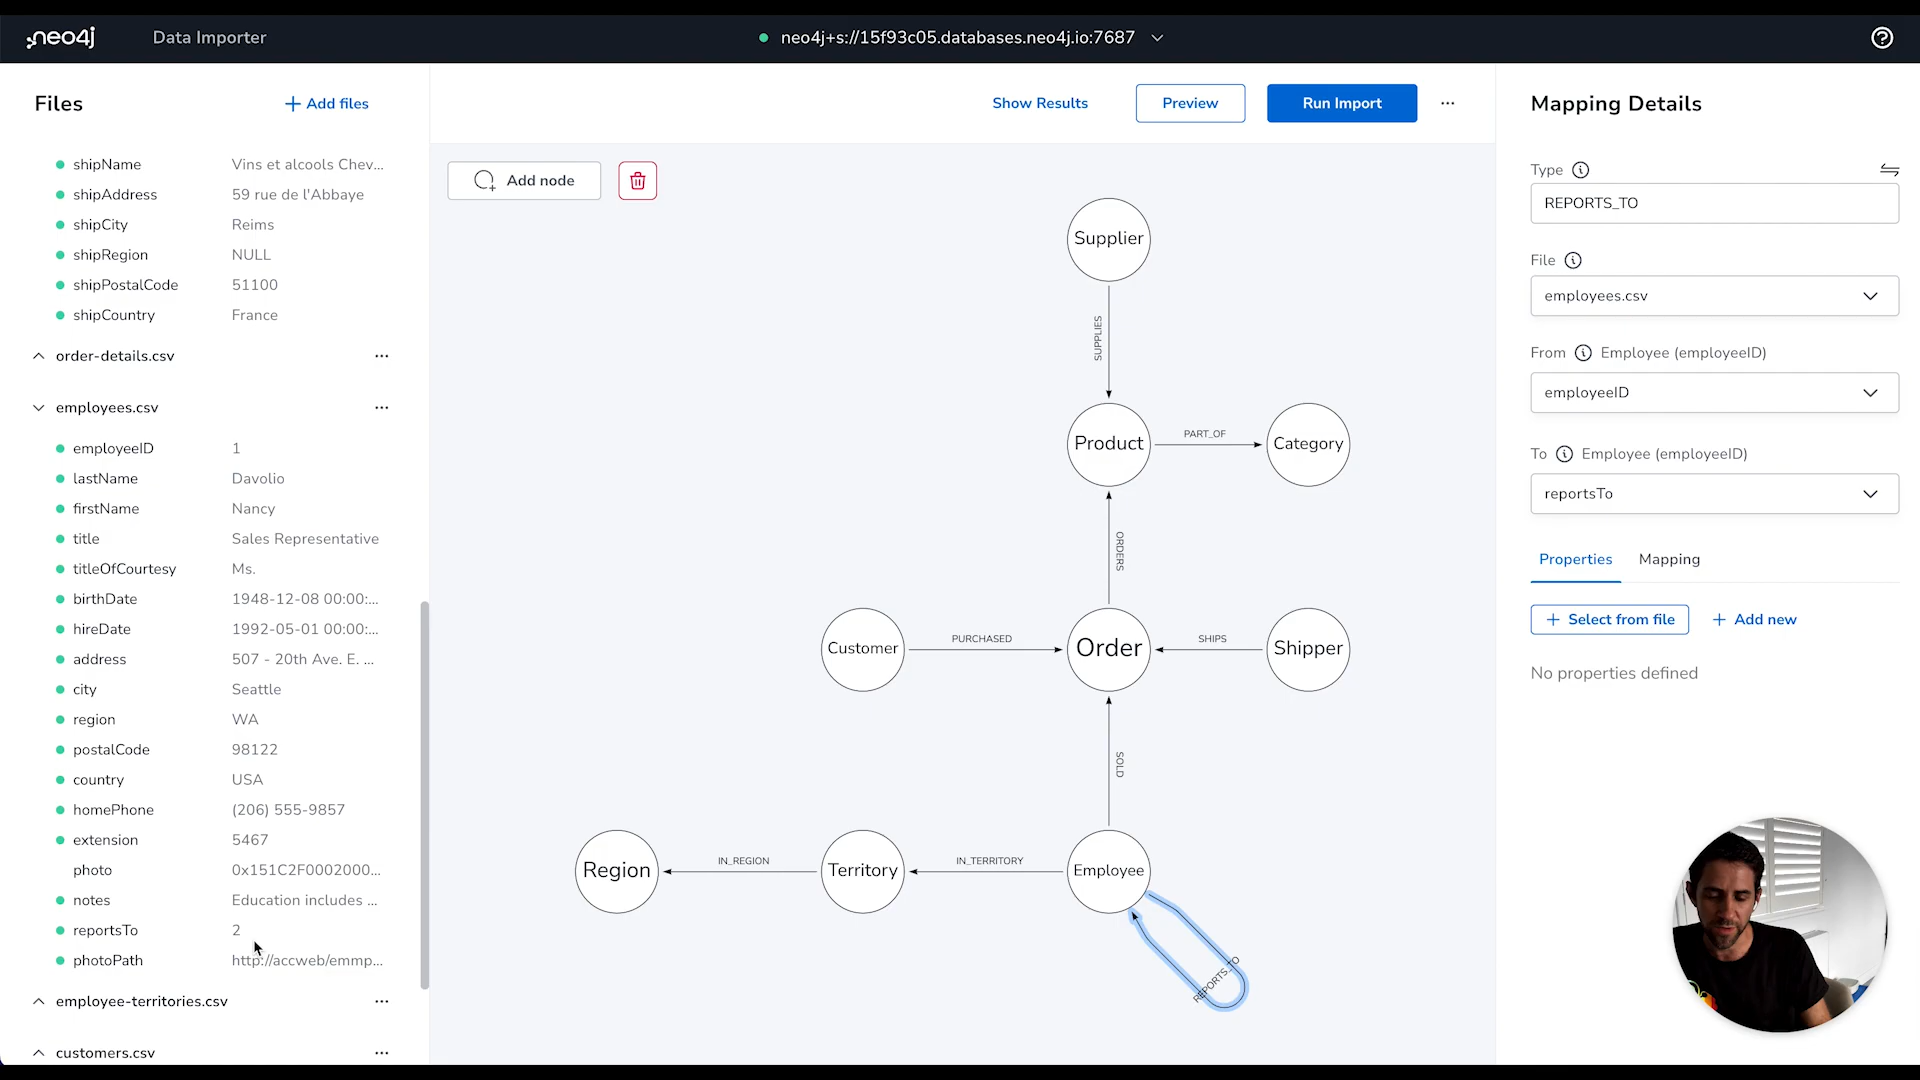 neo4j
Data Importer
neo4j+s://15f93c05.databases.neo4j.io:7687
Files
Add files
shipName Vins et alcools Chev...
shipAddress 59 rue de l'Abbaye
shipCity Reims
shipRegion NULL
shipPostalCode 51100
shipCountry France
order-details.csv
employees.csv
employeeID 1
lastName Davolio
firstName Nancy
title Sales Representative
titleOfCourtesy Ms.
birthDate 1948-12-08 00:00:...
hireDate 1992-05-01 00:00:...
address 507 - 20th Ave. E. ...
city Seattle
region WA
postalCode 98122
country USA
homePhone (206) 555-9857
extension 5467
photo 0x151C2F0002000...
notes Education includes ...
reportsTo 2
photoPath http://accweb/emmp...
employee-territories.csv
customers.csv
Show Results
Preview
Run Import
Add node
Supplier
SUPPLIES
Product
PART_OF
Category
ORDERS
Customer
PURCHASED
Order
SHIPS
Shipper
SOLD
Region
IN_REGION
Territory
IN_TERRITORY
Employee
REPORTS_TO
Mapping Details
Type
REPORTS_TO
File
employees.csv
From Employee (employeeID)
employeeID
To Employee (employeeID)
reportsTo
Properties Mapping
Select from file
Add new
No properties defined